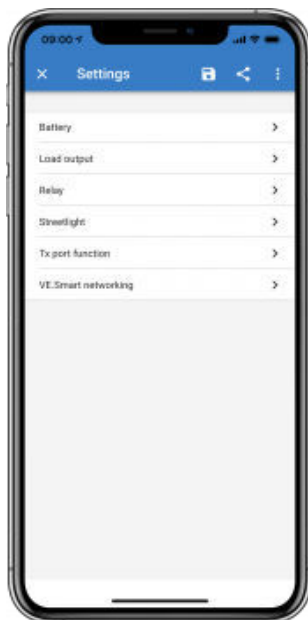 09:00
Settings
Battery
Load output
Relay
Streetlight
Tx port function
VE.Smart networking